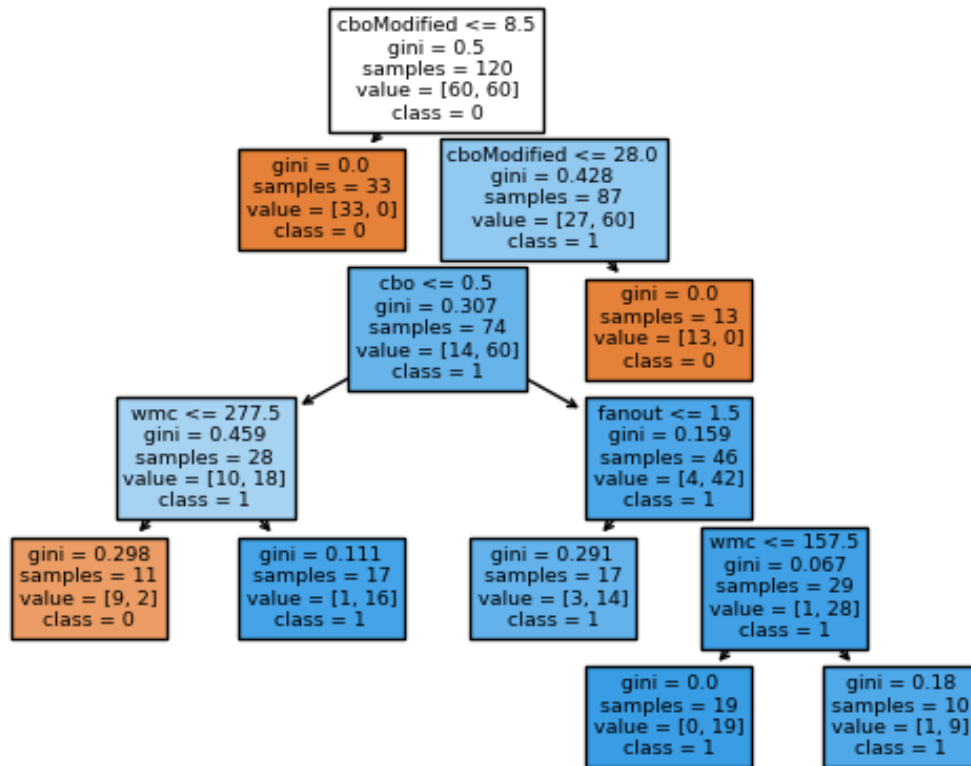 cboModified <= 8.5
gini = 0.5
samples = 120
value = [60, 60]
class = 0
gini = 0.0
samples = 33
value = [33, 0]
class = 0
cboModified <= 28.0
gini = 0.428
samples = 87
value = [27, 60]
class = 1
cbo <= 0.5
gini = 0.307
samples = 74
value = [14, 60]
class = 1
gini = 0.0
samples = 13
value = [13, 0]
class = 0
wmc <= 277.5
gini = 0.459
samples = 28
value = [10, 18]
class = 1
fanout <= 1.5
gini = 0.159
samples = 46
value = [4, 42]
class = 1
gini = 0.298
samples = 11
value = [9, 2]
class = 0
gini = 0.111
samples = 17
value = [1, 16]
class = 1
gini = 0.291
samples = 17
value = [3, 14]
class = 1
wmc <= 157.5
gini = 0.067
samples = 29
value = [1, 28]
class = 1
gini = 0.0
samples = 19
value = [0, 19]
class = 1
gini = 0.18
samples = 10
value = [1, 9]
class = 1